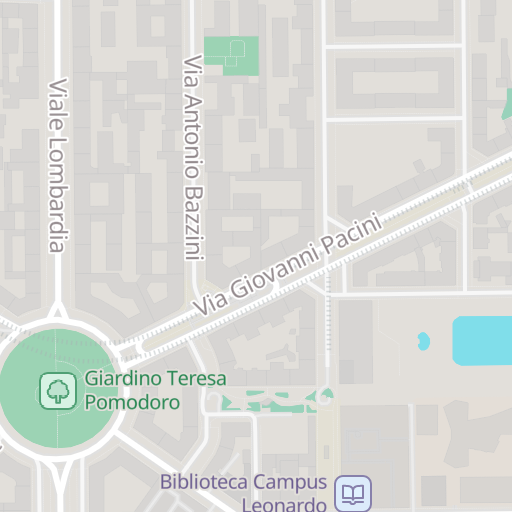 Viale Lombardia
Via Antonio Bazzini
Via Giovanni Pacini
Giardino Teresa
Pomodoro
Biblioteca Campus
Leonardo